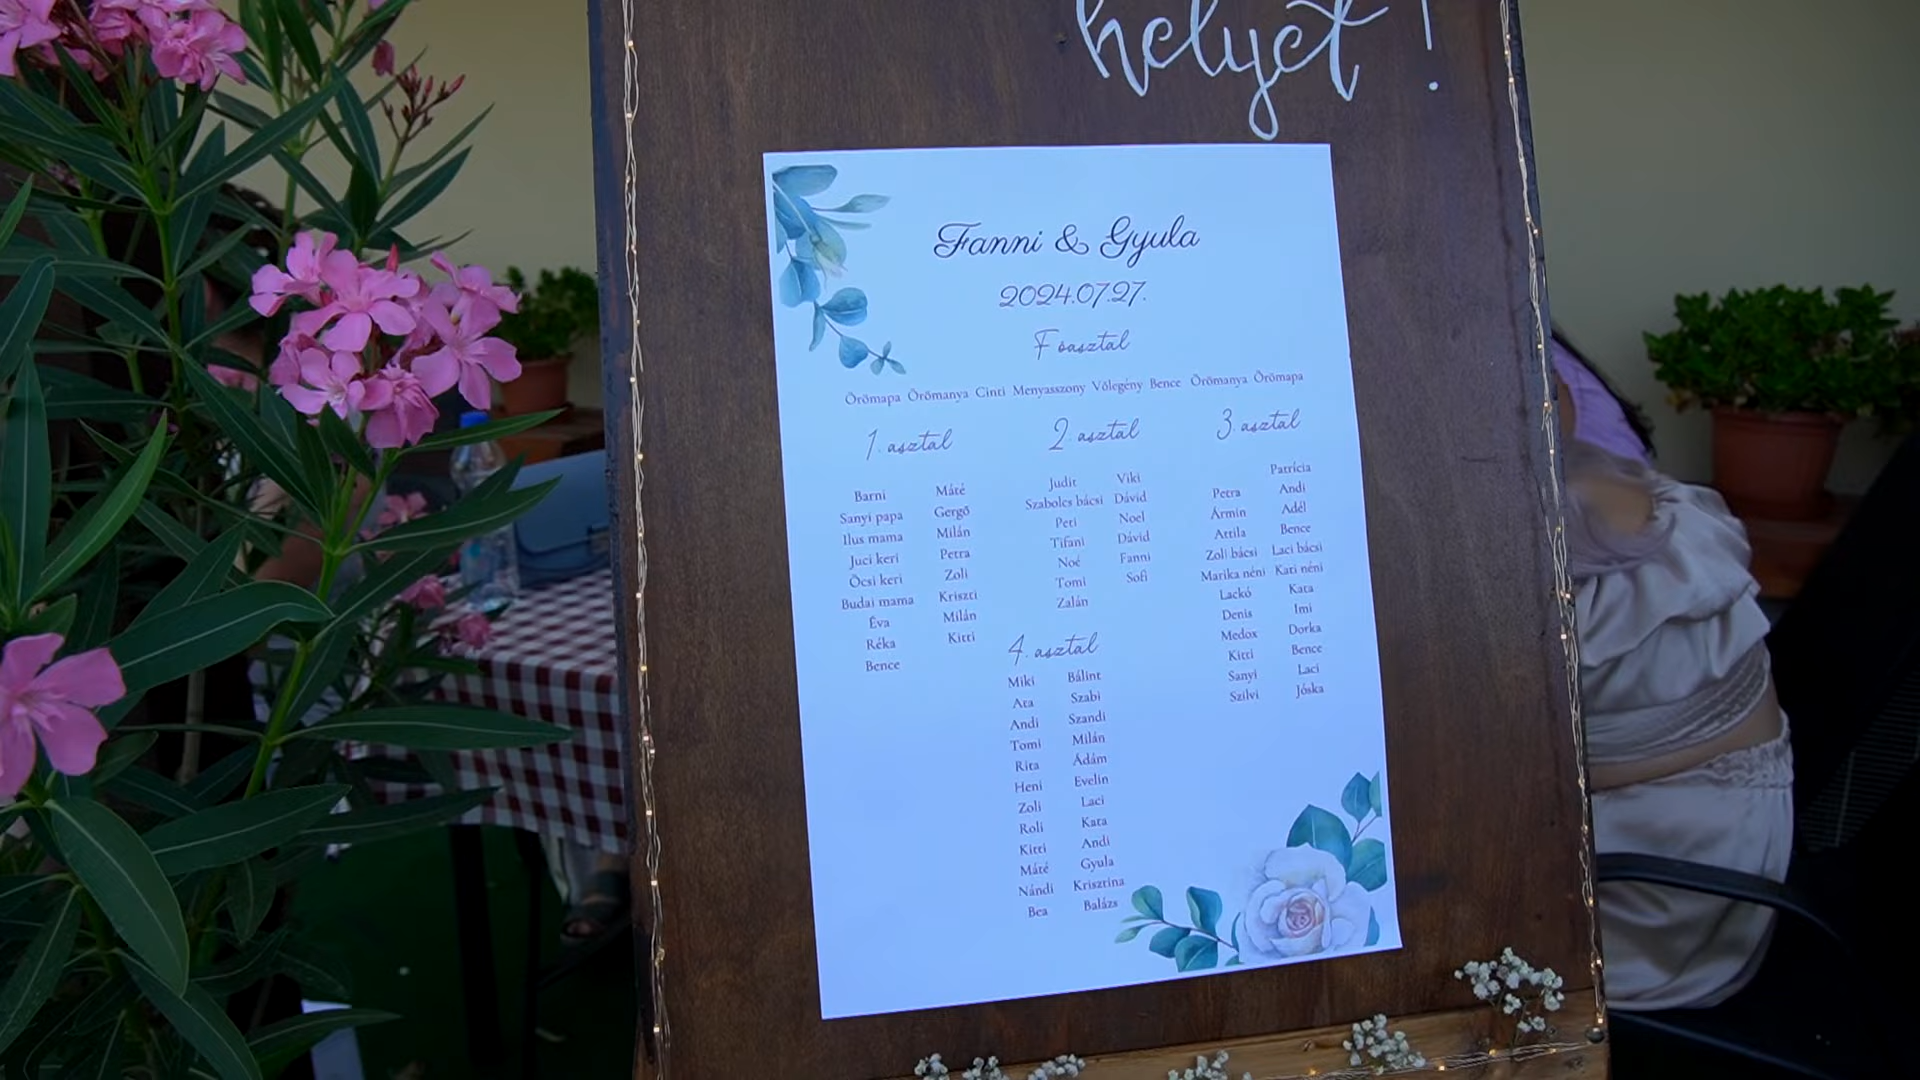 helyet !
Fanni & Gyula
2024.07.27.
Főasztal
Örömapa Örömanya Cinti Menyasszony Vőlegény Bence Örömanya Örömapa
1. asztal
Barni
Sanyi papa
Ilus mama
Juci keri
Öcsi keri
Budai mama
Éva
Réka
Bence
Máté
Gergő
Milán
Petra
Zoli
Kriszti
Milán
Kitti
2. asztal
Judit
Szabolcs bácsi
Peti
Tifani
Noé
Tomi
Zalán
Viki
Dávid
Noel
Dávid
Fanni
Sofi
3. asztal
Petra
Ármin
Attila
Zoli bácsi
Marika néni
Lackó
Denis
Medox
Kitti
Sanyi
Szilvi
Patrícia
Andi
Adél
Bence
Laci bácsi
Kati néni
Kata
Imi
Dorka
Bence
Laci
Jóska
4. asztal
Miki
Ata
Andi
Tomi
Rita
Heni
Zoli
Roli
Kitti
Máté
Nándi
Bea
Bálint
Szabi
Szandi
Milán
Ádám
Evelin
Laci
Kata
Andi
Gyula
Krisztina
Balázs